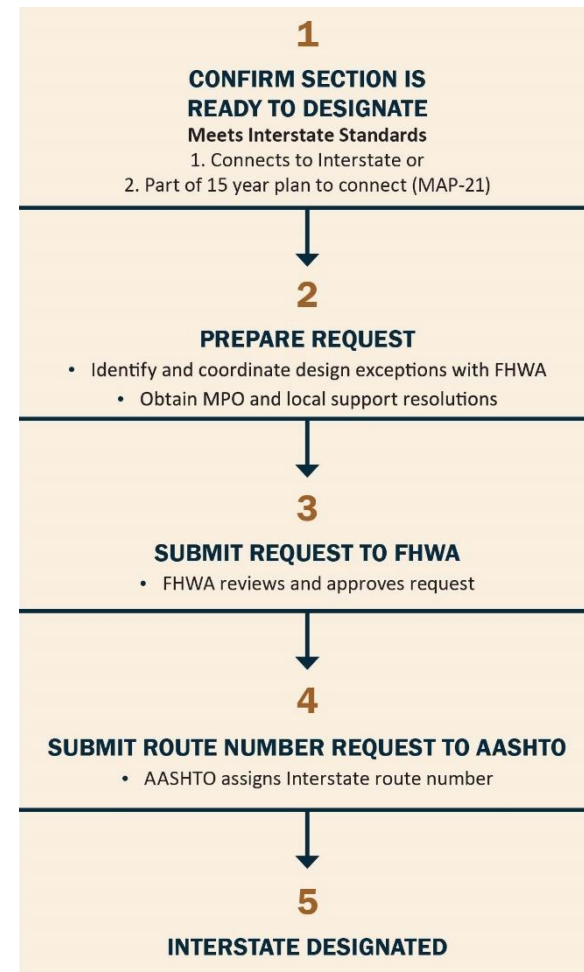 1
CONFIRM SECTION IS
READY TO DESIGNATE
Meets Interstate Standards
1. Connects to Interstate or
2. Part of 15 year plan to connect (MAP-21)
2
PREPARE REQUEST
• Identify and coordinate design exceptions with FHWA
• Obtain MPO and local support resolutions
3
SUBMIT REQUEST TO FHWA
• FHWA reviews and approves request
4
SUBMIT ROUTE NUMBER REQUEST TO AASHTO
• AASHTO assigns Interstate route number
5
INTERSTATE DESIGNATED